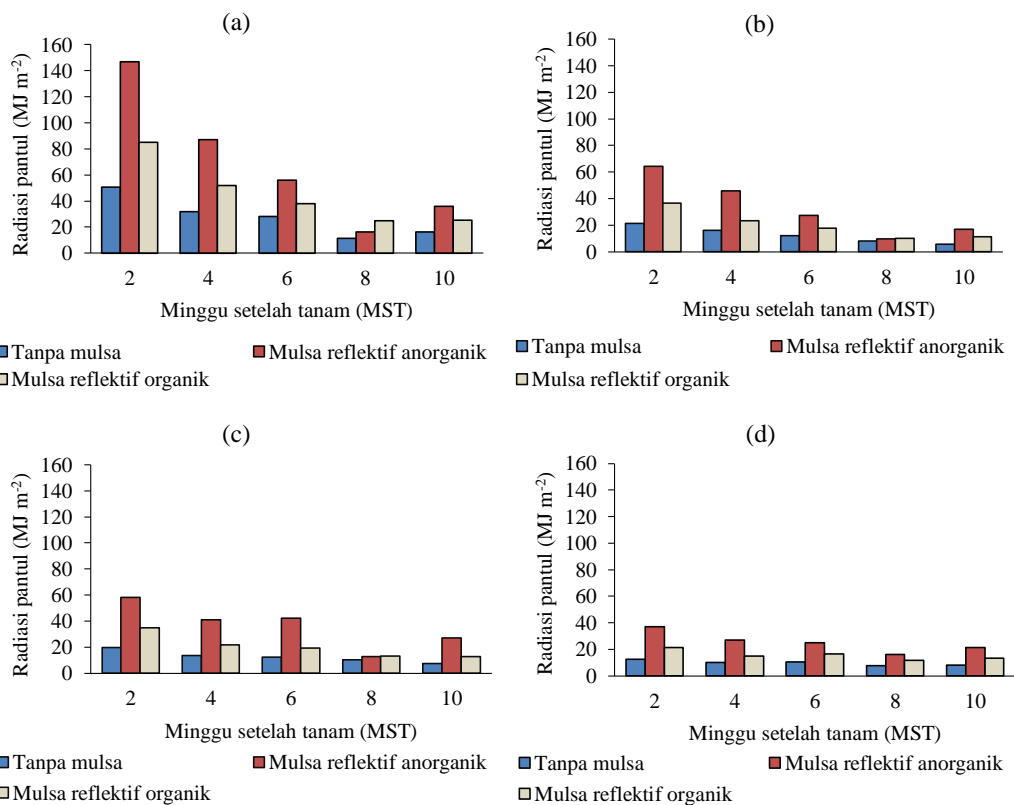 (a)
Radiasi pantul (MJ m-2)
160
140
120
100
80
60
40
20
0
2 4 6 8 10
Minggu setelah tanam (MST)
Tanpa mulsa Mulsa reflektif anorganik
Mulsa reflektif organik
(b)
Radiasi pantul (MJ m-2)
160
140
120
100
80
60
40
20
0
2 4 6 8 10
Minggu setelah tanam (MST)
Tanpa mulsa Mulsa reflektif anorganik
Mulsa reflektif organik
(c)
Radiasi pantul (MJ m-2)
160
140
120
100
80
60
40
20
0
2 4 6 8 10
Minggu setelah tanam (MST)
Tanpa mulsa Mulsa reflektif anorganik
Mulsa reflektif organik
(d)
Radiasi pantul (MJ m-2)
160
140
120
100
80
60
40
20
0
2 4 6 8 10
Minggu setelah tanam (MST)
Tanpa mulsa Mulsa reflektif anorganik
Mulsa reflektif organik